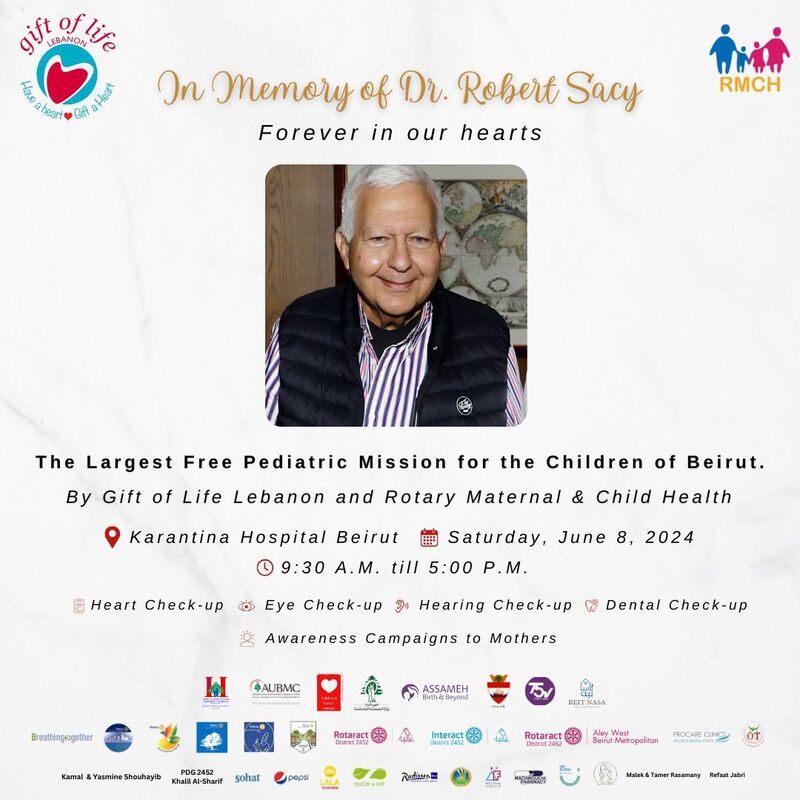 gift of life
LEBANON
Have a heart Gift a Heart
RMCH
In Memory of Dr. Robert Sacy
Forever in our hearts
The Largest Free Pediatric Mission for the Children of Beirut.
By Gift of Life Lebanon and Rotary Maternal & Child Health
Karantina Hospital Beirut Saturday, June 8, 2024
9:30 A.M. till 5:00 P.M.
Heart Check-up Eye Check-up Hearing Check-up Dental Check-up
Awareness Campaigns to Mothers
AUBMC ASSAMEH
Birth & Beyond
75
BEIT NASA
Breathing together Rotaract
District 2452 Interact
District 2452 Rotaract
District 2452 Aley West
Beirut Metropolitan PROCARE CLINICS OT
Kamal & Yasmine Shouhayib PDG 2452
Khalil Al-Sharif sohat pepsi LALA
CHICKEN Radisson Malek & Tamer Rasamany Refaat Jabri